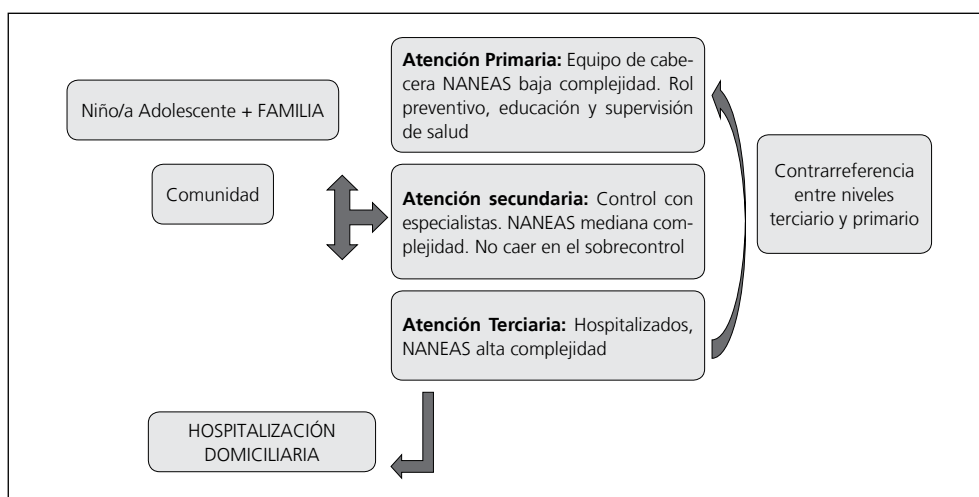 Atención Primaria: Equipo de cabe-
cera NANEAS baja complejidad. Rol
preventivo, educación y supervisión
de salud
Niño/a Adolescente + FAMILIA
Comunidad
Atención secundaria: Control con
especialistas. NANEAS mediana com-
plejidad. No caer en el sobrecontrol
Contrarreferencia
entre niveles
terciario y primario
Atención Terciaria: Hospitalizados,
NANEAS alta complejidad
HOSPITALIZACIÓN
DOMICILIARIA